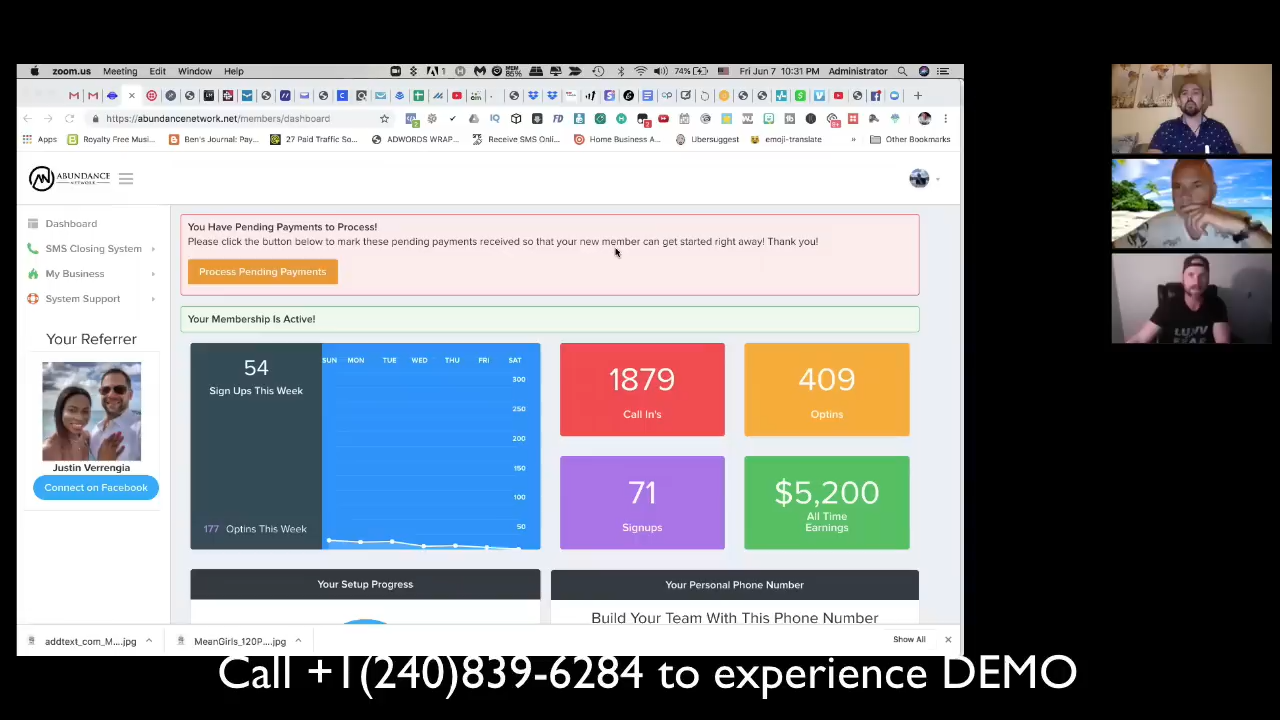 zoom.us Meeting Edit Window Help 74% Fri Jun 7 10:31 PM Administrator
https://abundancenetwork.net/members/dashboard
Apps Royalty Free Musi... Ben's Journal: Pay... 27 Paid Traffic So... ADWORDS WRAP... Receive SMS Onli... Home Business A... Ubersuggest emoji-translate » Other Bookmarks
ABUNDANCE
NETWORK
Dashboard
SMS Closing System
My Business
System Support
Your Referrer
Justin Verrengia
Connect on Facebook
You Have Pending Payments to Process!
Please click the button below to mark these pending payments received so that your new member can get started right away! Thank you!
Process Pending Payments
Your Membership Is Active!
54
Sign Ups This Week
177 Optins This Week
SUN MON TUE WED THU FRI SAT
300
250
200
150
100
50
1879
Call In's
409
Optins
71
Signups
$5,200
All Time
Earnings
Your Setup Progress
Your Personal Phone Number
Build Your Team With This Phone Number
addtext_com_M....jpg
MeanGirls_120P....jpg
Show All
Call +1(240)839-6284 to experience DEMO